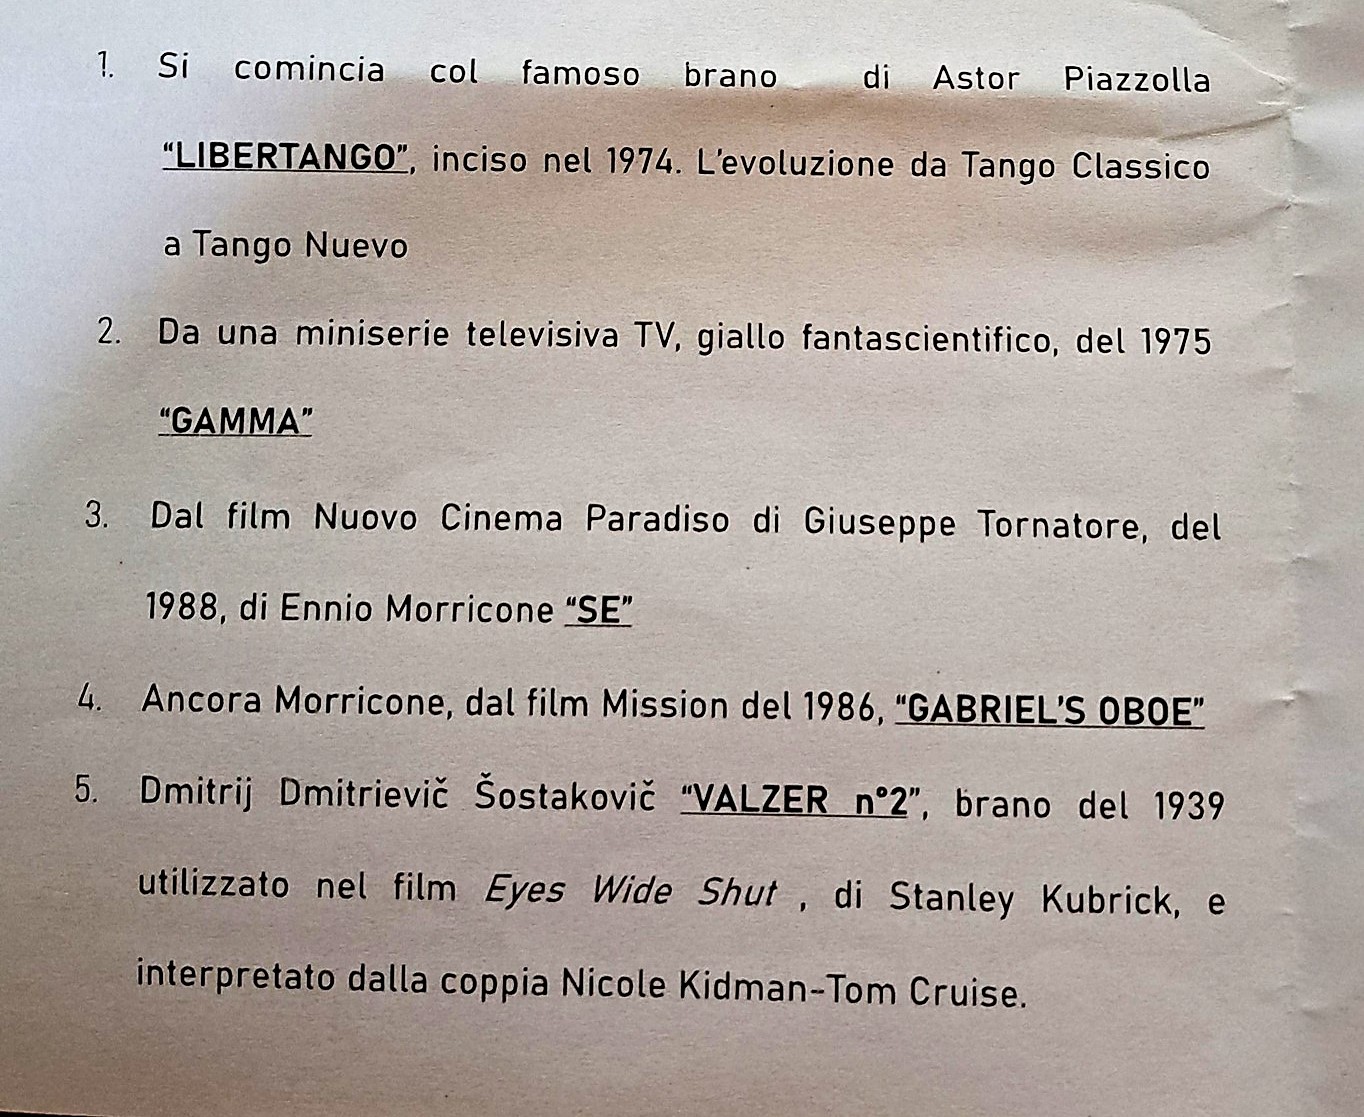 1. Si comincia col famoso brano di Astor Piazzolla
“LIBERTANGO”, inciso nel 1974. L’evoluzione da Tango Classico
a Tango Nuevo
2. Da una miniserie televisiva TV, giallo fantascientifico, del 1975
“GAMMA”
3. Dal film Nuovo Cinema Paradiso di Giuseppe Tornatore, del
1988, di Ennio Morricone “SE”
4. Ancora Morricone, dal film Mission del 1986, “GABRIEL’S OBOE”
5. Dmitrij Dmitrievič Šostakovič “VALZER n°2”, brano del 1939
utilizzato nel film Eyes Wide Shut , di Stanley Kubrick, e
interpretato dalla coppia Nicole Kidman-Tom Cruise.